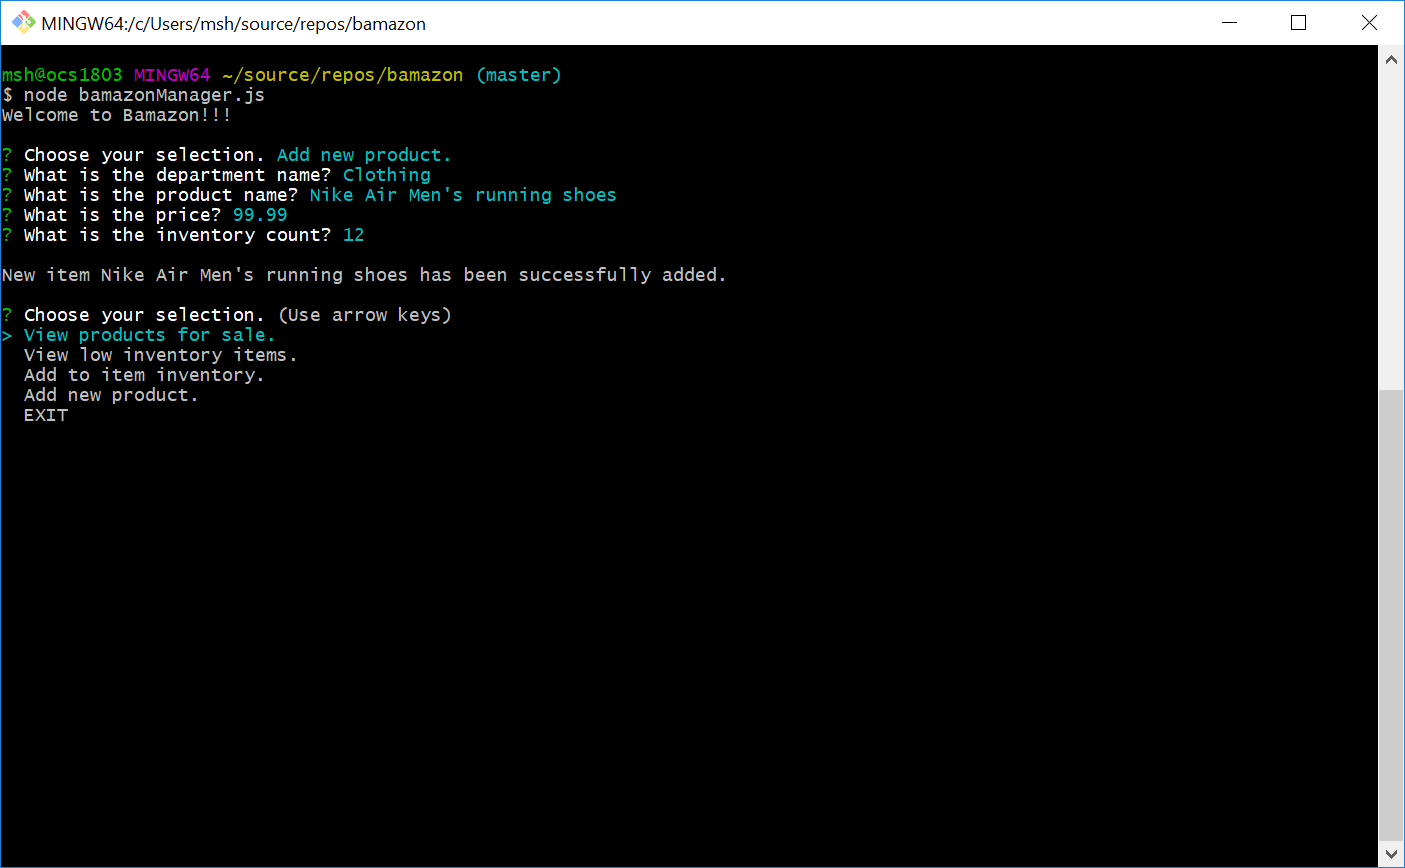 MINGW64:/c/Users/msh/source/repos/bamazon
msh@ocs1803 MINGW64 ~/source/repos/bamazon (master)
$ node bamazonManager.js
Welcome to Bamazon!!!
? Choose your selection. Add new product.
? What is the department name? Clothing
? What is the product name? Nike Air Men's running shoes
? What is the price? 99.99
? What is the inventory count? 12
New item Nike Air Men's running shoes has been successfully added.
? Choose your selection. (Use arrow keys)
> View products for sale.
View low inventory items.
Add to item inventory.
Add new product.
EXIT